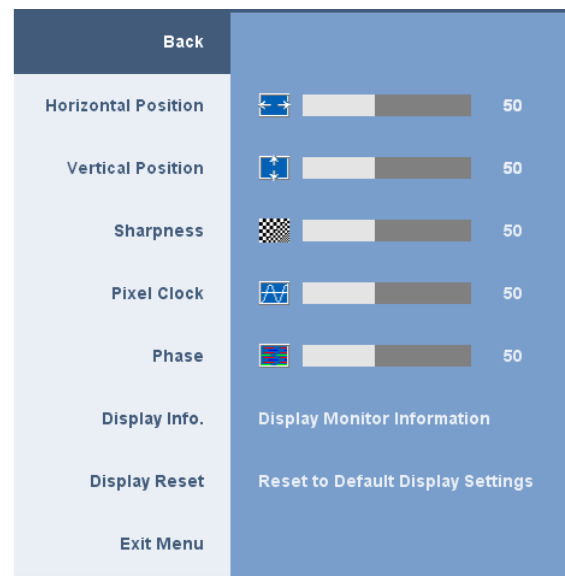 Back
Horizontal Position 50
Vertical Position 50
Sharpness 50
Pixel Clock 50
Phase 50
Display Info. Display Monitor Information
Display Reset Reset to Default Display Settings
Exit Menu